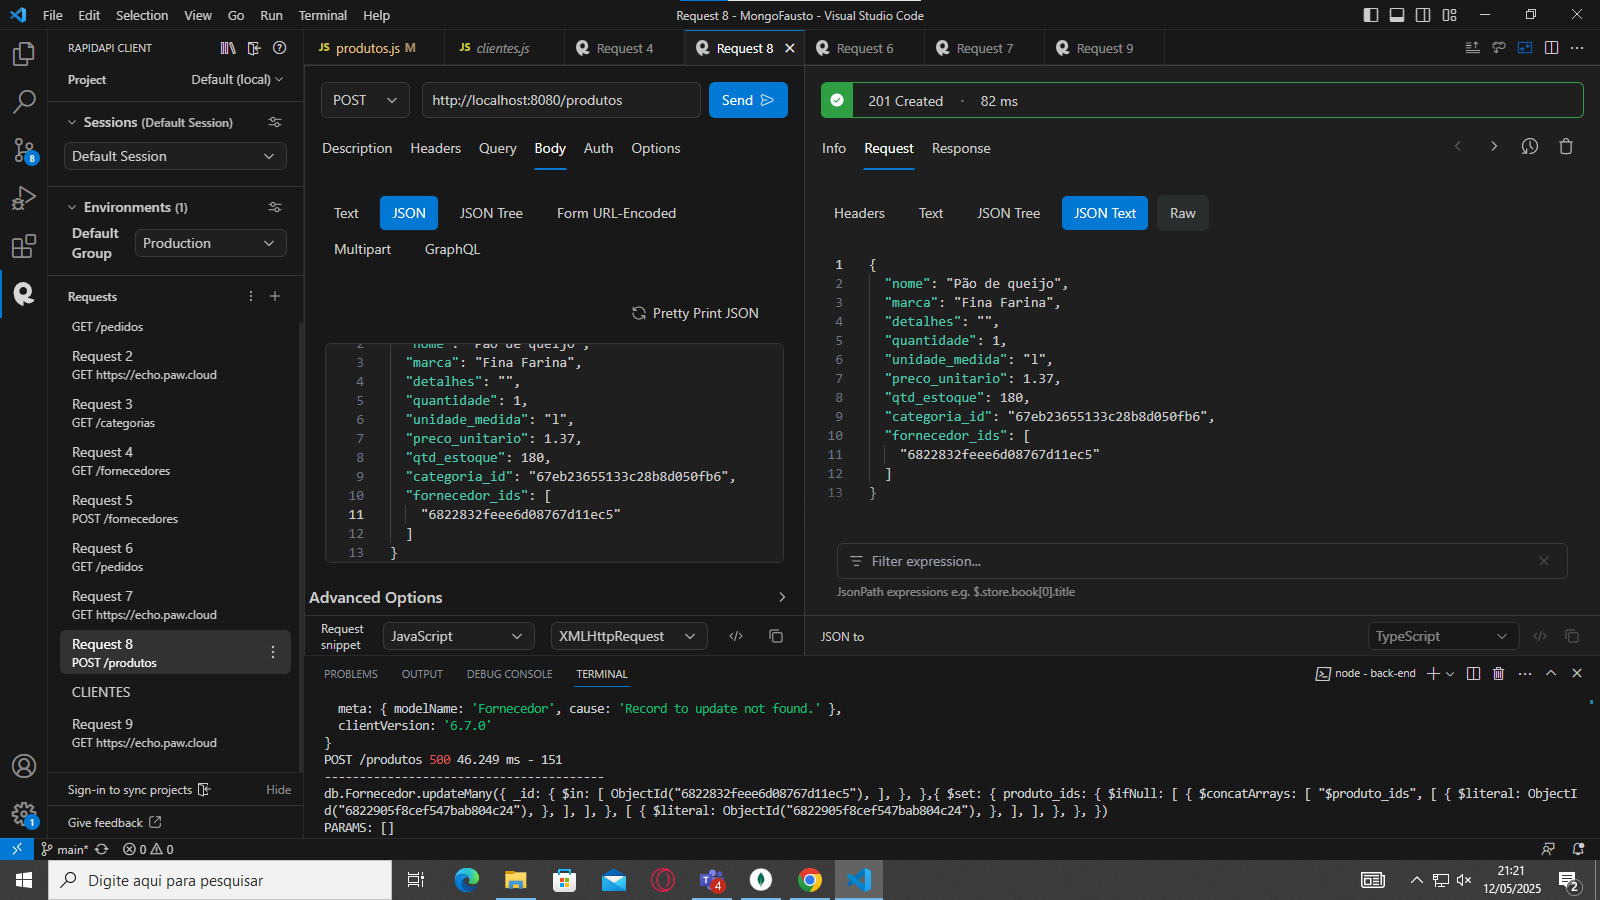 File Edit Selection View Go Run Terminal Help
Request 8 - MongoFausto - Visual Studio Code
RAPIDAPI CLIENT
Project Default (local)
Sessions (Default Session)
Default Session
Environments (1)
Default Group Production
Requests
GET /pedidos
Request 2
GET https://echo.paw.cloud
Request 3
GET /categorias
Request 4
GET /fornecedores
Request 5
POST /fornecedores
Request 6
GET /pedidos
Request 7
GET https://echo.paw.cloud
Request 8
POST /produtos
CLIENTES
Request 9
GET https://echo.paw.cloud
Sign-in to sync projects Hide
Give feedback
8
1
JS produtos.js M
JS clientes.js
Request 4
Request 8
Request 6
Request 7
Request 9
POST http://localhost:8080/produtos Send
Description Headers Query Body Auth Options
Text JSON JSON Tree Form URL-Encoded
Multipart GraphQL
Pretty Print JSON
2 "nome": "Pão de queijo",
3 "marca": "Fina Farina",
4 "detalhes": "",
5 "quantidade": 1,
6 "unidade_medida": "l",
7 "preco_unitario": 1.37,
8 "qtd_estoque": 180,
9 "categoria_id": "67eb23655133c28b8d050fb6",
10 "fornecedor_ids": [
11 "6822832feee6d08767d11ec5"
12 ]
13 }
Advanced Options
Request snippet JavaScript XMLHttpRequest
201 Created - 82 ms
Info Request Response
Headers Text JSON Tree JSON Text Raw
1 {
2 "nome": "Pão de queijo",
3 "marca": "Fina Farina",
4 "detalhes": "",
5 "quantidade": 1,
6 "unidade_medida": "l",
7 "preco_unitario": 1.37,
8 "qtd_estoque": 180,
9 "categoria_id": "67eb23655133c28b8d050fb6",
10 "fornecedor_ids": [
11 "6822832feee6d08767d11ec5"
12 ]
13 }
Filter expression...
JsonPath expressions e.g. $.store.book[0].title
JSON to TypeScript
PROBLEMS OUTPUT DEBUG CONSOLE TERMINAL
node - back-end
meta: { modelName: 'Fornecedor', cause: 'Record to update not found.' },
clientVersion: '6.7.0'
}
POST /produtos 500 46.249 ms - 151
----------------------------------------
db.Fornecedor.updateMany({ _id: { $in: [ ObjectId("6822832feee6d08767d11ec5"), ], }, },{ $set: { produto_ids: { $ifNull: [ { $concatArrays: [ "$produto_ids", [ { $literal: ObjectI
d("6822905f8cef547bab804c24"), }, ], ], }, [ { $literal: ObjectId("6822905f8cef547bab804c24"), }, ], ], }, }, })
PARAMS: []
main* 0 0
Digite aqui para pesquisar
4
21:21
12/05/2025
2